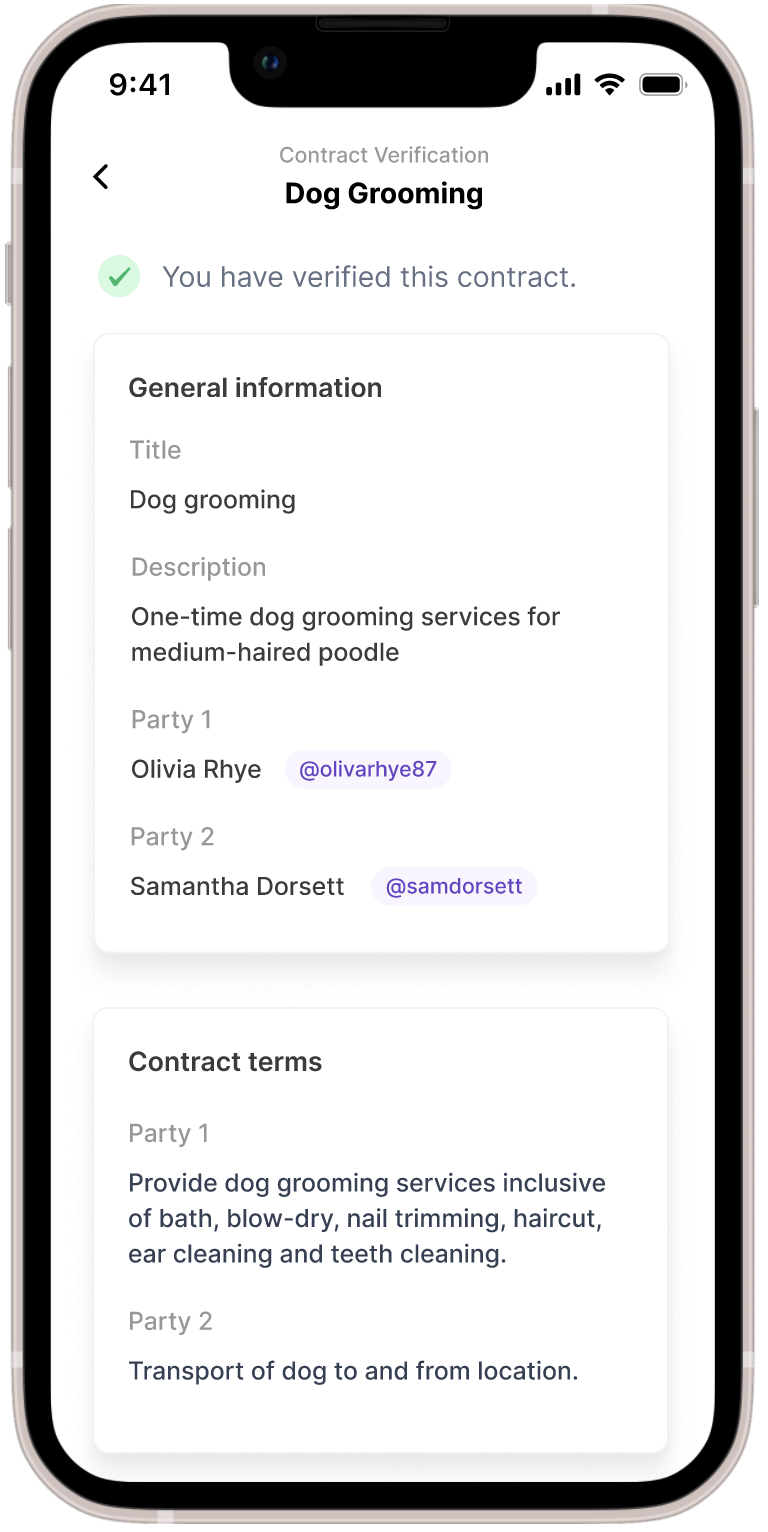 9:41
Contract Verification
Dog Grooming
You have verified this contract.
General information
Title
Dog grooming
Description
One-time dog grooming services for
medium-haired poodle
Party 1
Olivia Rhye @olivarhye87
Party 2
Samantha Dorsett @samdorsett
Contract terms
Party 1
Provide dog grooming services inclusive
of bath, blow-dry, nail trimming, haircut,
ear cleaning and teeth cleaning.
Party 2
Transport of dog to and from location.